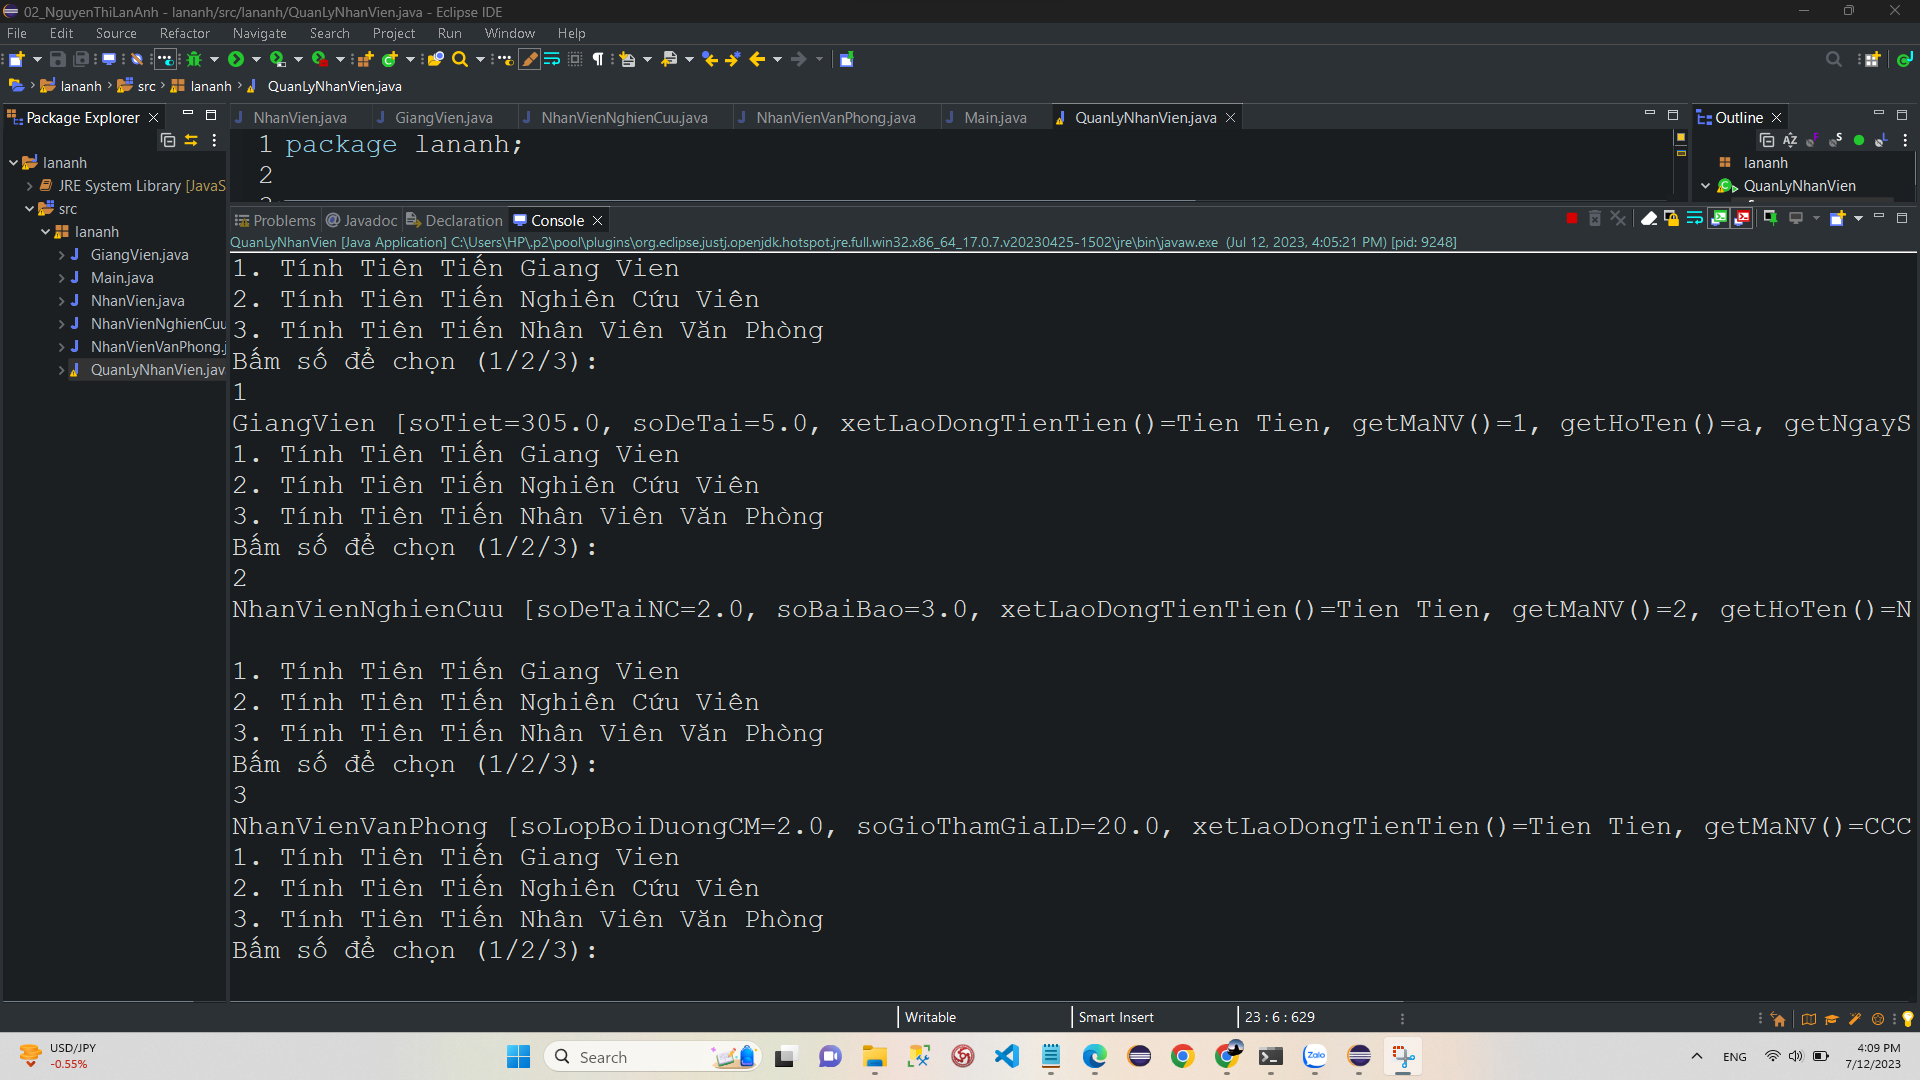 02_NguyenThiLanAnh - lananh/src/lananh/QuanLyNhanVien.java - Eclipse IDE
File Edit Source Refactor Navigate Search Project Run Window Help
lananh src lananh QuanLyNhanVien.java
Package Explorer
lananh
JRE System Library [JavaS
src
lananh
GiangVien.java
Main.java
NhanVien.java
NhanVienNghienCuu
NhanVienVanPhong.j
QuanLyNhanVien.jav
NhanVien.java GiangVien.java NhanVienNghienCuu.java NhanVienVanPhong.java Main.java QuanLyNhanVien.java
1 package lananh;
2
Outline
lananh
QuanLyNhanVien
Problems Javadoc Declaration Console
QuanLyNhanVien [Java Application] C:\Users\HP\.p2\pool\plugins\org.eclipse.justj.openjdk.hotspot.jre.full.win32.x86_64_17.0.7.v20230425-1502\jre\bin\javaw.exe (Jul 12, 2023, 4:05:21 PM) [pid: 9248]
1. Tính Tiên Tiến Giang Vien
2. Tính Tiên Tiến Nghiên Cứu Viên
3. Tính Tiên Tiến Nhân Viên Văn Phòng
Bấm số để chọn (1/2/3):
1
GiangVien [soTiet=305.0, soDeTai=5.0, xetLaoDongTienTien()=Tien Tien, getMaNV()=1, getHoTen()=a, getNgayS
1. Tính Tiên Tiến Giang Vien
2. Tính Tiên Tiến Nghiên Cứu Viên
3. Tính Tiên Tiến Nhân Viên Văn Phòng
Bấm số để chọn (1/2/3):
2
NhanVienNghienCuu [soDeTaiNC=2.0, soBaiBao=3.0, xetLaoDongTienTien()=Tien Tien, getMaNV()=2, getHoTen()=N
1. Tính Tiên Tiến Giang Vien
2. Tính Tiên Tiến Nghiên Cứu Viên
3. Tính Tiên Tiến Nhân Viên Văn Phòng
Bấm số để chọn (1/2/3):
3
NhanVienVanPhong [soLopBoiDuongCM=2.0, soGioThamGiaLD=20.0, xetLaoDongTienTien()=Tien Tien, getMaNV()=CCC
1. Tính Tiên Tiến Giang Vien
2. Tính Tiên Tiến Nghiên Cứu Viên
3. Tính Tiên Tiến Nhân Viên Văn Phòng
Bấm số để chọn (1/2/3):
Writable Smart Insert 23 : 6 : 629
USD/JPY
-0.55%
Search
Zalo
ENG
4:09 PM
7/12/2023